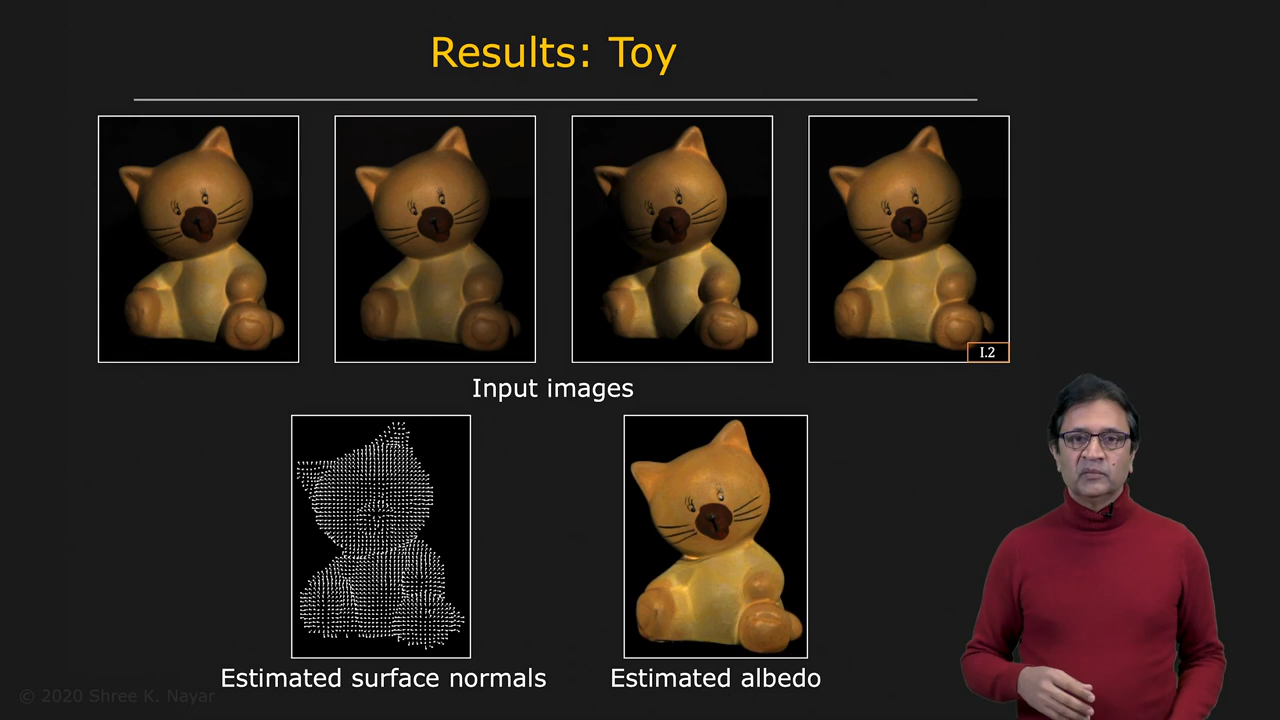 Results: Toy
I.2
Input images
Estimated surface normals
Estimated albedo
© 2020 Shree K. Nayar